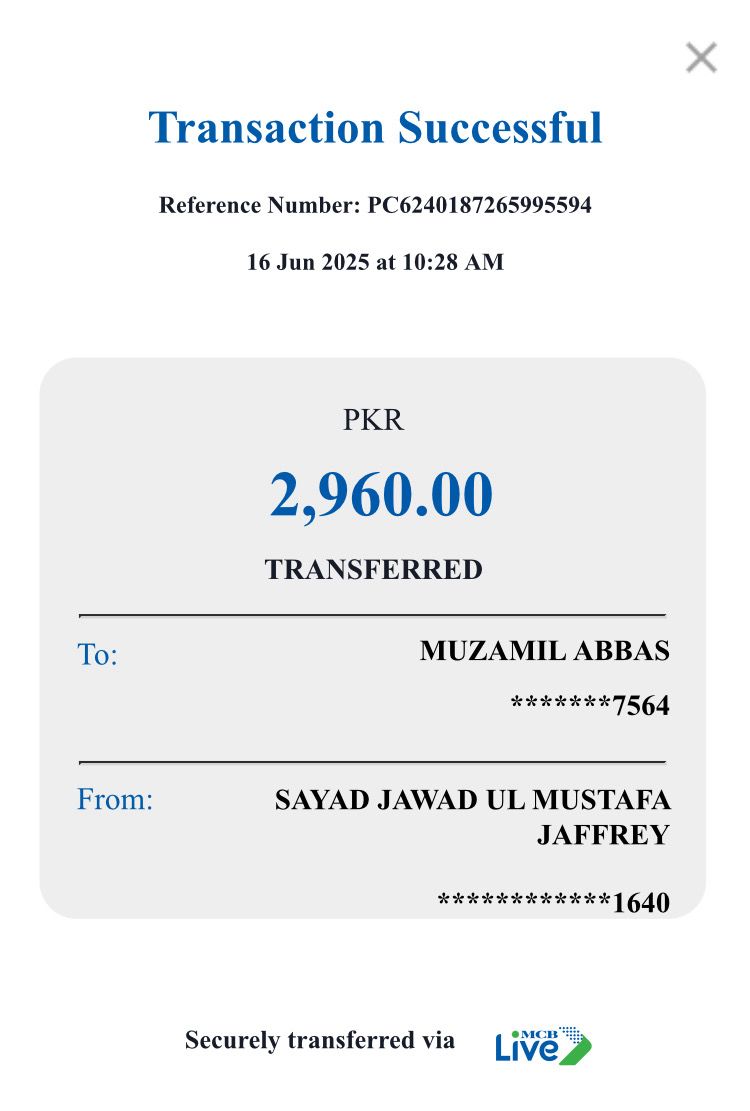 Transaction Successful
Reference Number: PC6240187265995594
16 Jun 2025 at 10:28 AM
PKR
2,960.00
TRANSFERRED
To:
MUZAMIL ABBAS
*******7564
From:
SAYAD JAWAD UL MUSTAFA
JAFFREY
************1640
Securely transferred via
MCB
Live